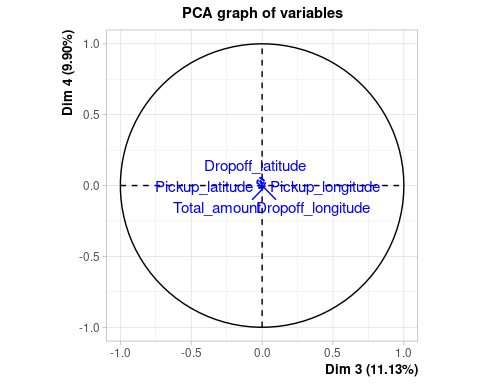 PCA graph of variables
Dim 4 (9.90%)
1.0
0.5
0.0
-0.5
-1.0
Dropoff_latitude
Pickup_latitude
Pickup_longitude
Total_amount
Dropoff_longitude
-1.0
-0.5
0.0
0.5
1.0
Dim 3 (11.13%)